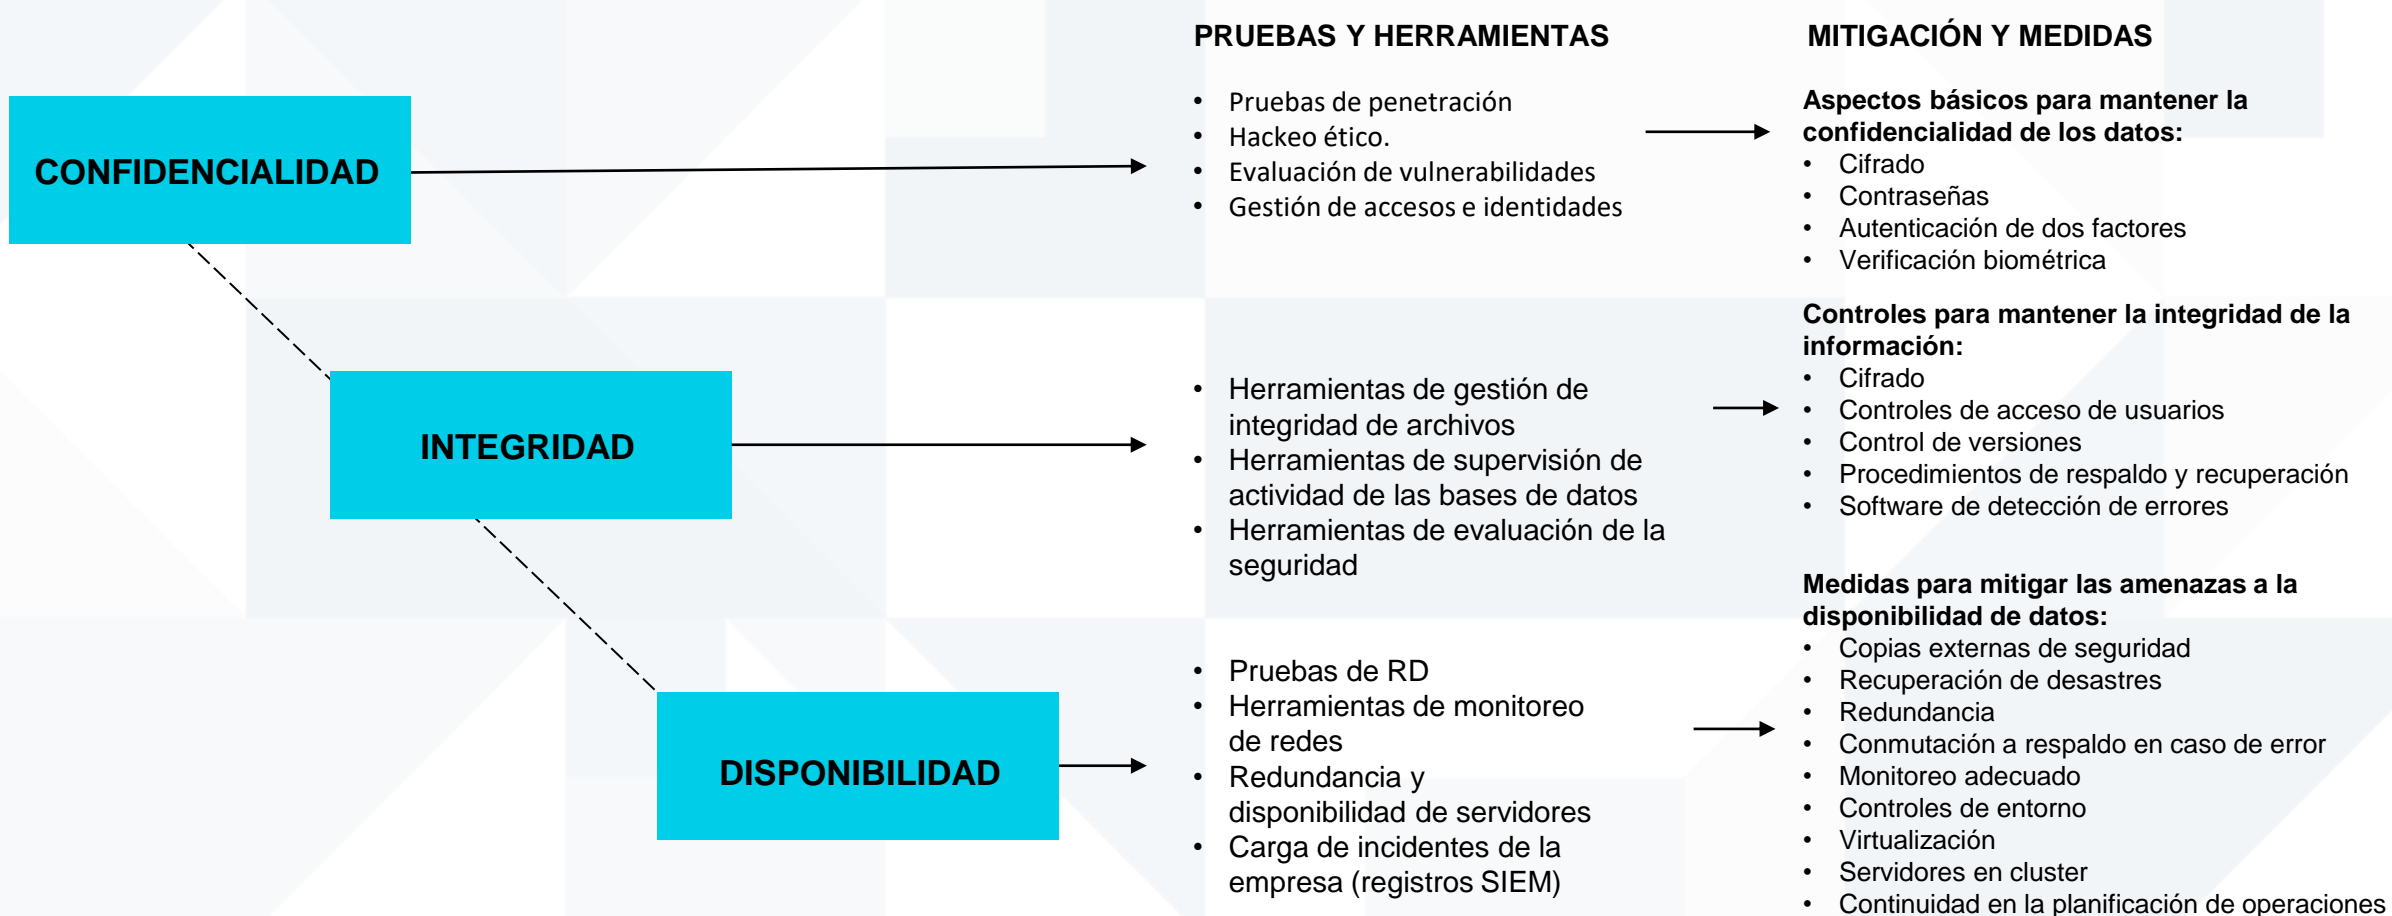 PRUEBAS Y HERRAMIENTAS
MITIGACIÓN Y MEDIDAS
CONFIDENCIALIDAD
• Pruebas de penetración
• Hackeo ético.
• Evaluación de vulnerabilidades
• Gestión de accesos e identidades
Aspectos básicos para mantener la
confidencialidad de los datos:
• Cifrado
• Contraseñas
• Autenticación de dos factores
• Verificación biométrica
INTEGRIDAD
• Herramientas de gestión de
integridad de archivos
• Herramientas de supervisión de
actividad de las bases de datos
• Herramientas de evaluación de la
seguridad
Controles para mantener la integridad de la
información:
• Cifrado
• Controles de acceso de usuarios
• Control de versiones
• Procedimientos de respaldo y recuperación
• Software de detección de errores
DISPONIBILIDAD
• Pruebas de RD
• Herramientas de monitoreo
de redes
• Redundancia y
disponibilidad de servidores
• Carga de incidentes de la
empresa (registros SIEM)
Medidas para mitigar las amenazas a la
disponibilidad de datos:
• Copias externas de seguridad
• Recuperación de desastres
• Redundancia
• Conmutación a respaldo en caso de error
• Monitoreo adecuado
• Controles de entorno
• Virtualización
• Servidores en cluster
• Continuidad en la planificación de operaciones